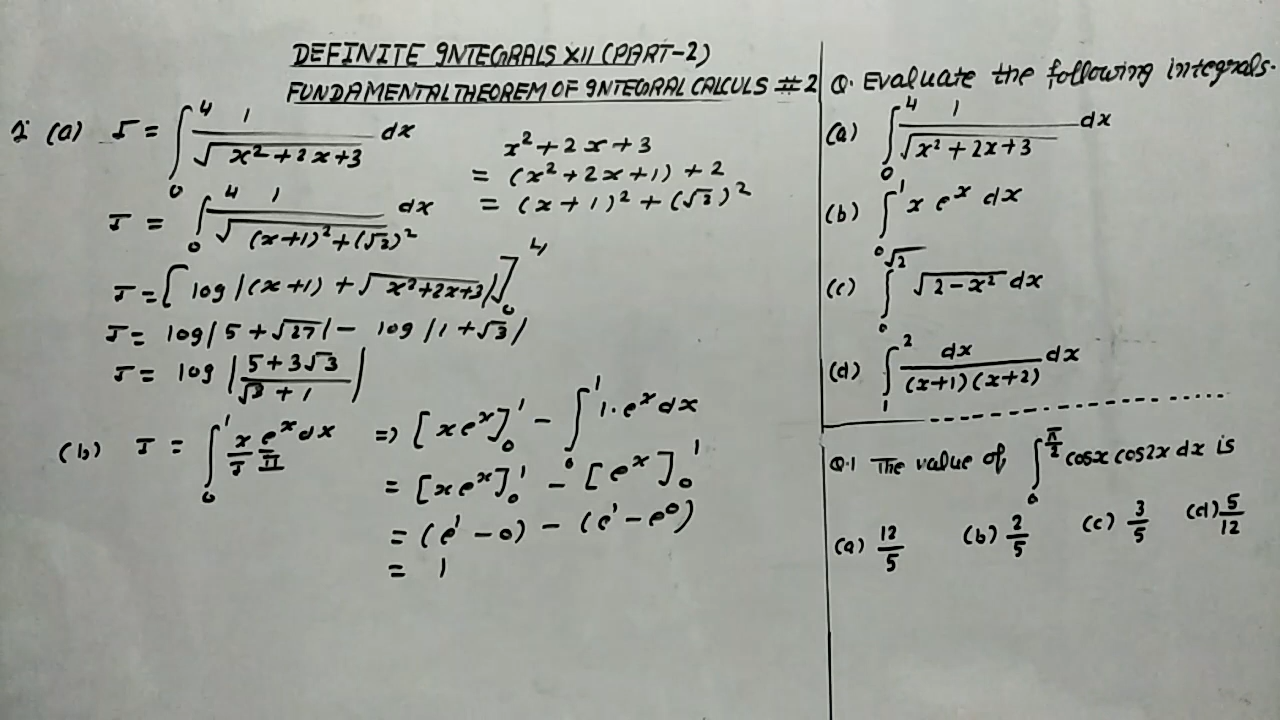 DEFINITE INTEGRALS XII (PART-2)
FUNDAMENTAL THEOREM OF INTEGRAL CALCULS #2
1 (a) I = ∫₀⁴ 1/√(x²+2x+3) dx
x²+2x+3
= (x²+2x+1)+2
= (x+1)²+(√2)²
I = ∫₀⁴ 1/√((x+1)²+(√2)²) dx
I = [log|(x+1)+√(x²+2x+3)|]₀⁴
I = log|5+√27| - log|1+√3|
I = log|(5+3√3)/(√3+1)|
(b) I = ∫₀¹ x eˣ dx
I II
=> [xeˣ]₀¹ - ∫₀¹ 1·eˣ dx
= [xeˣ]₀¹ - [eˣ]₀¹
= (e¹-0) - (e¹-e⁰)
= 1
Q. Evaluate the following integrals.
(a) ∫₀⁴ 1/√(x²+2x+3) dx
(b) ∫₀¹ x eˣ dx
(c) ∫₀^√2 √(2-x²) dx
(d) ∫₁² dx/((x+1)(x+2)) dx
Q.1 The value of ∫₀^(π/2) cosx cos2x dx is
(a) 12/5 (b) 2/5 (c) 3/5 (d) 5/12